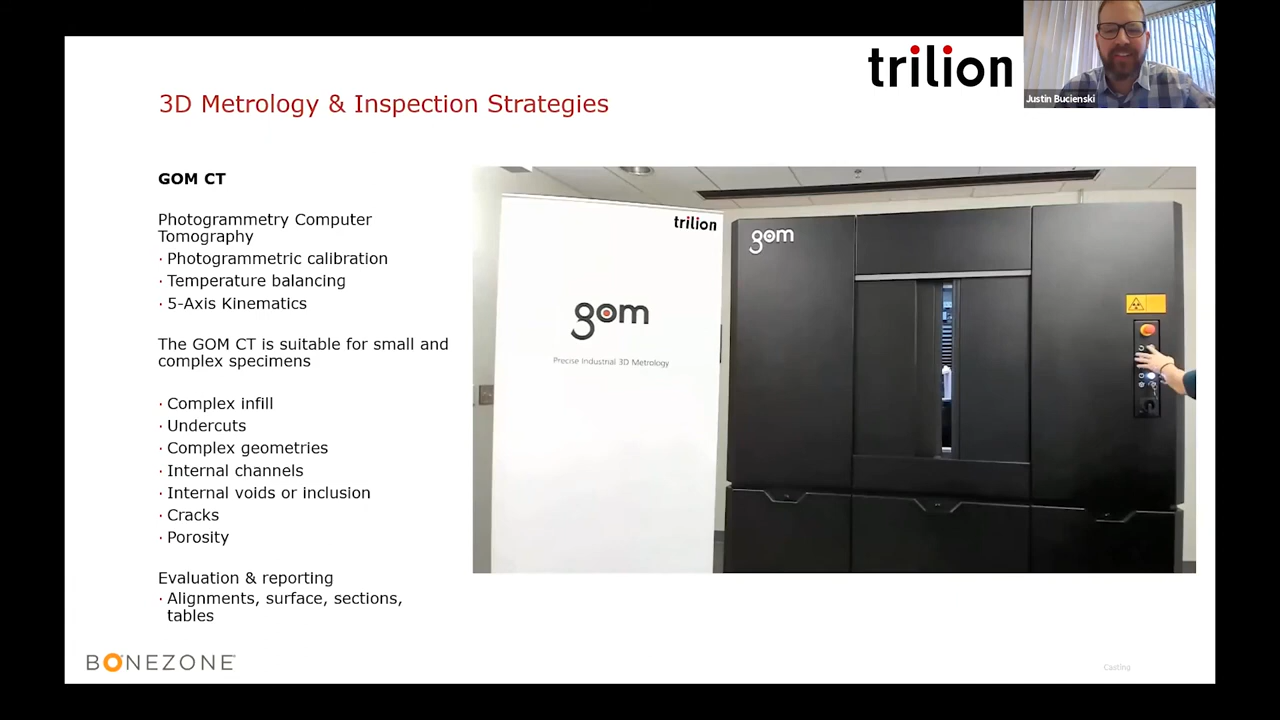 trilion
Justin Bucienski
3D Metrology & Inspection Strategies
GOM CT
Photogrammetry Computer
Tomography
· Photogrammetric calibration
· Temperature balancing
· 5-Axis Kinematics
The GOM CT is suitable for small and
complex specimens
· Complex infill
· Undercuts
· Complex geometries
· Internal channels
· Internal voids or inclusion
· Cracks
· Porosity
Evaluation & reporting
· Alignments, surface, sections,
tables
trilion
gom
Precise Industrial 3D Metrology
gom
BONEZONE
Casting